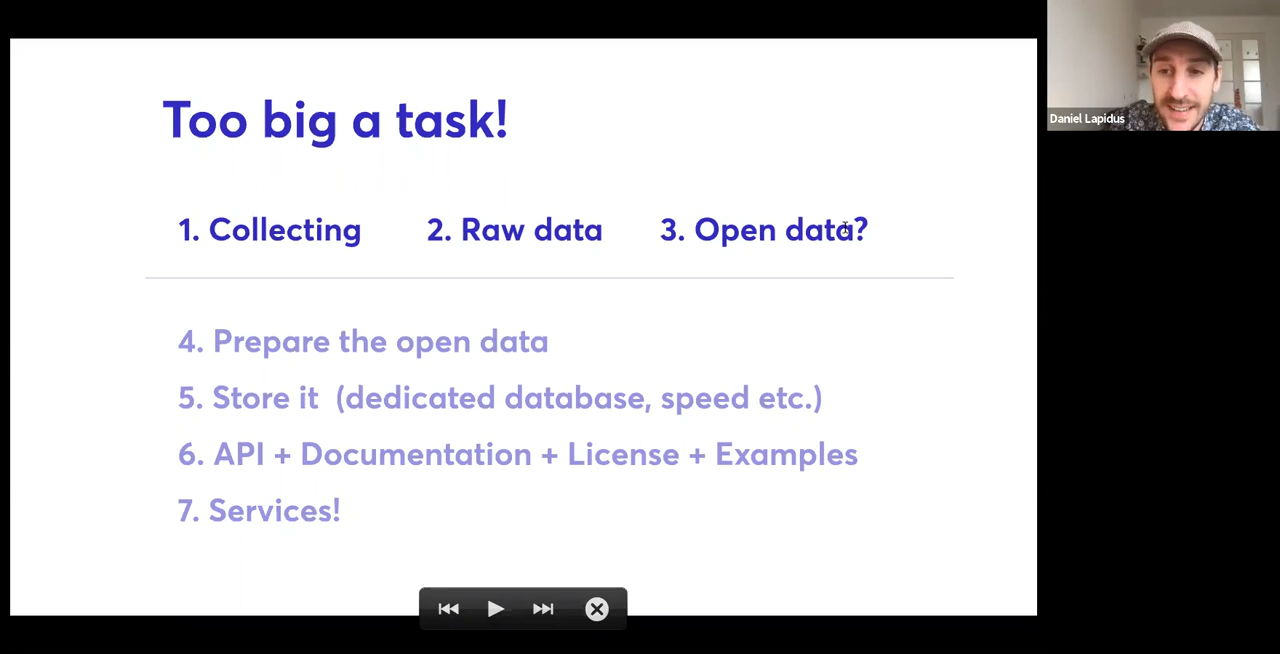 Too big a task!
1. Collecting 2. Raw data 3. Open data?
4. Prepare the open data
5. Store it (dedicated database, speed etc.)
6. API + Documentation + License + Examples
7. Services!
Daniel Lapidus